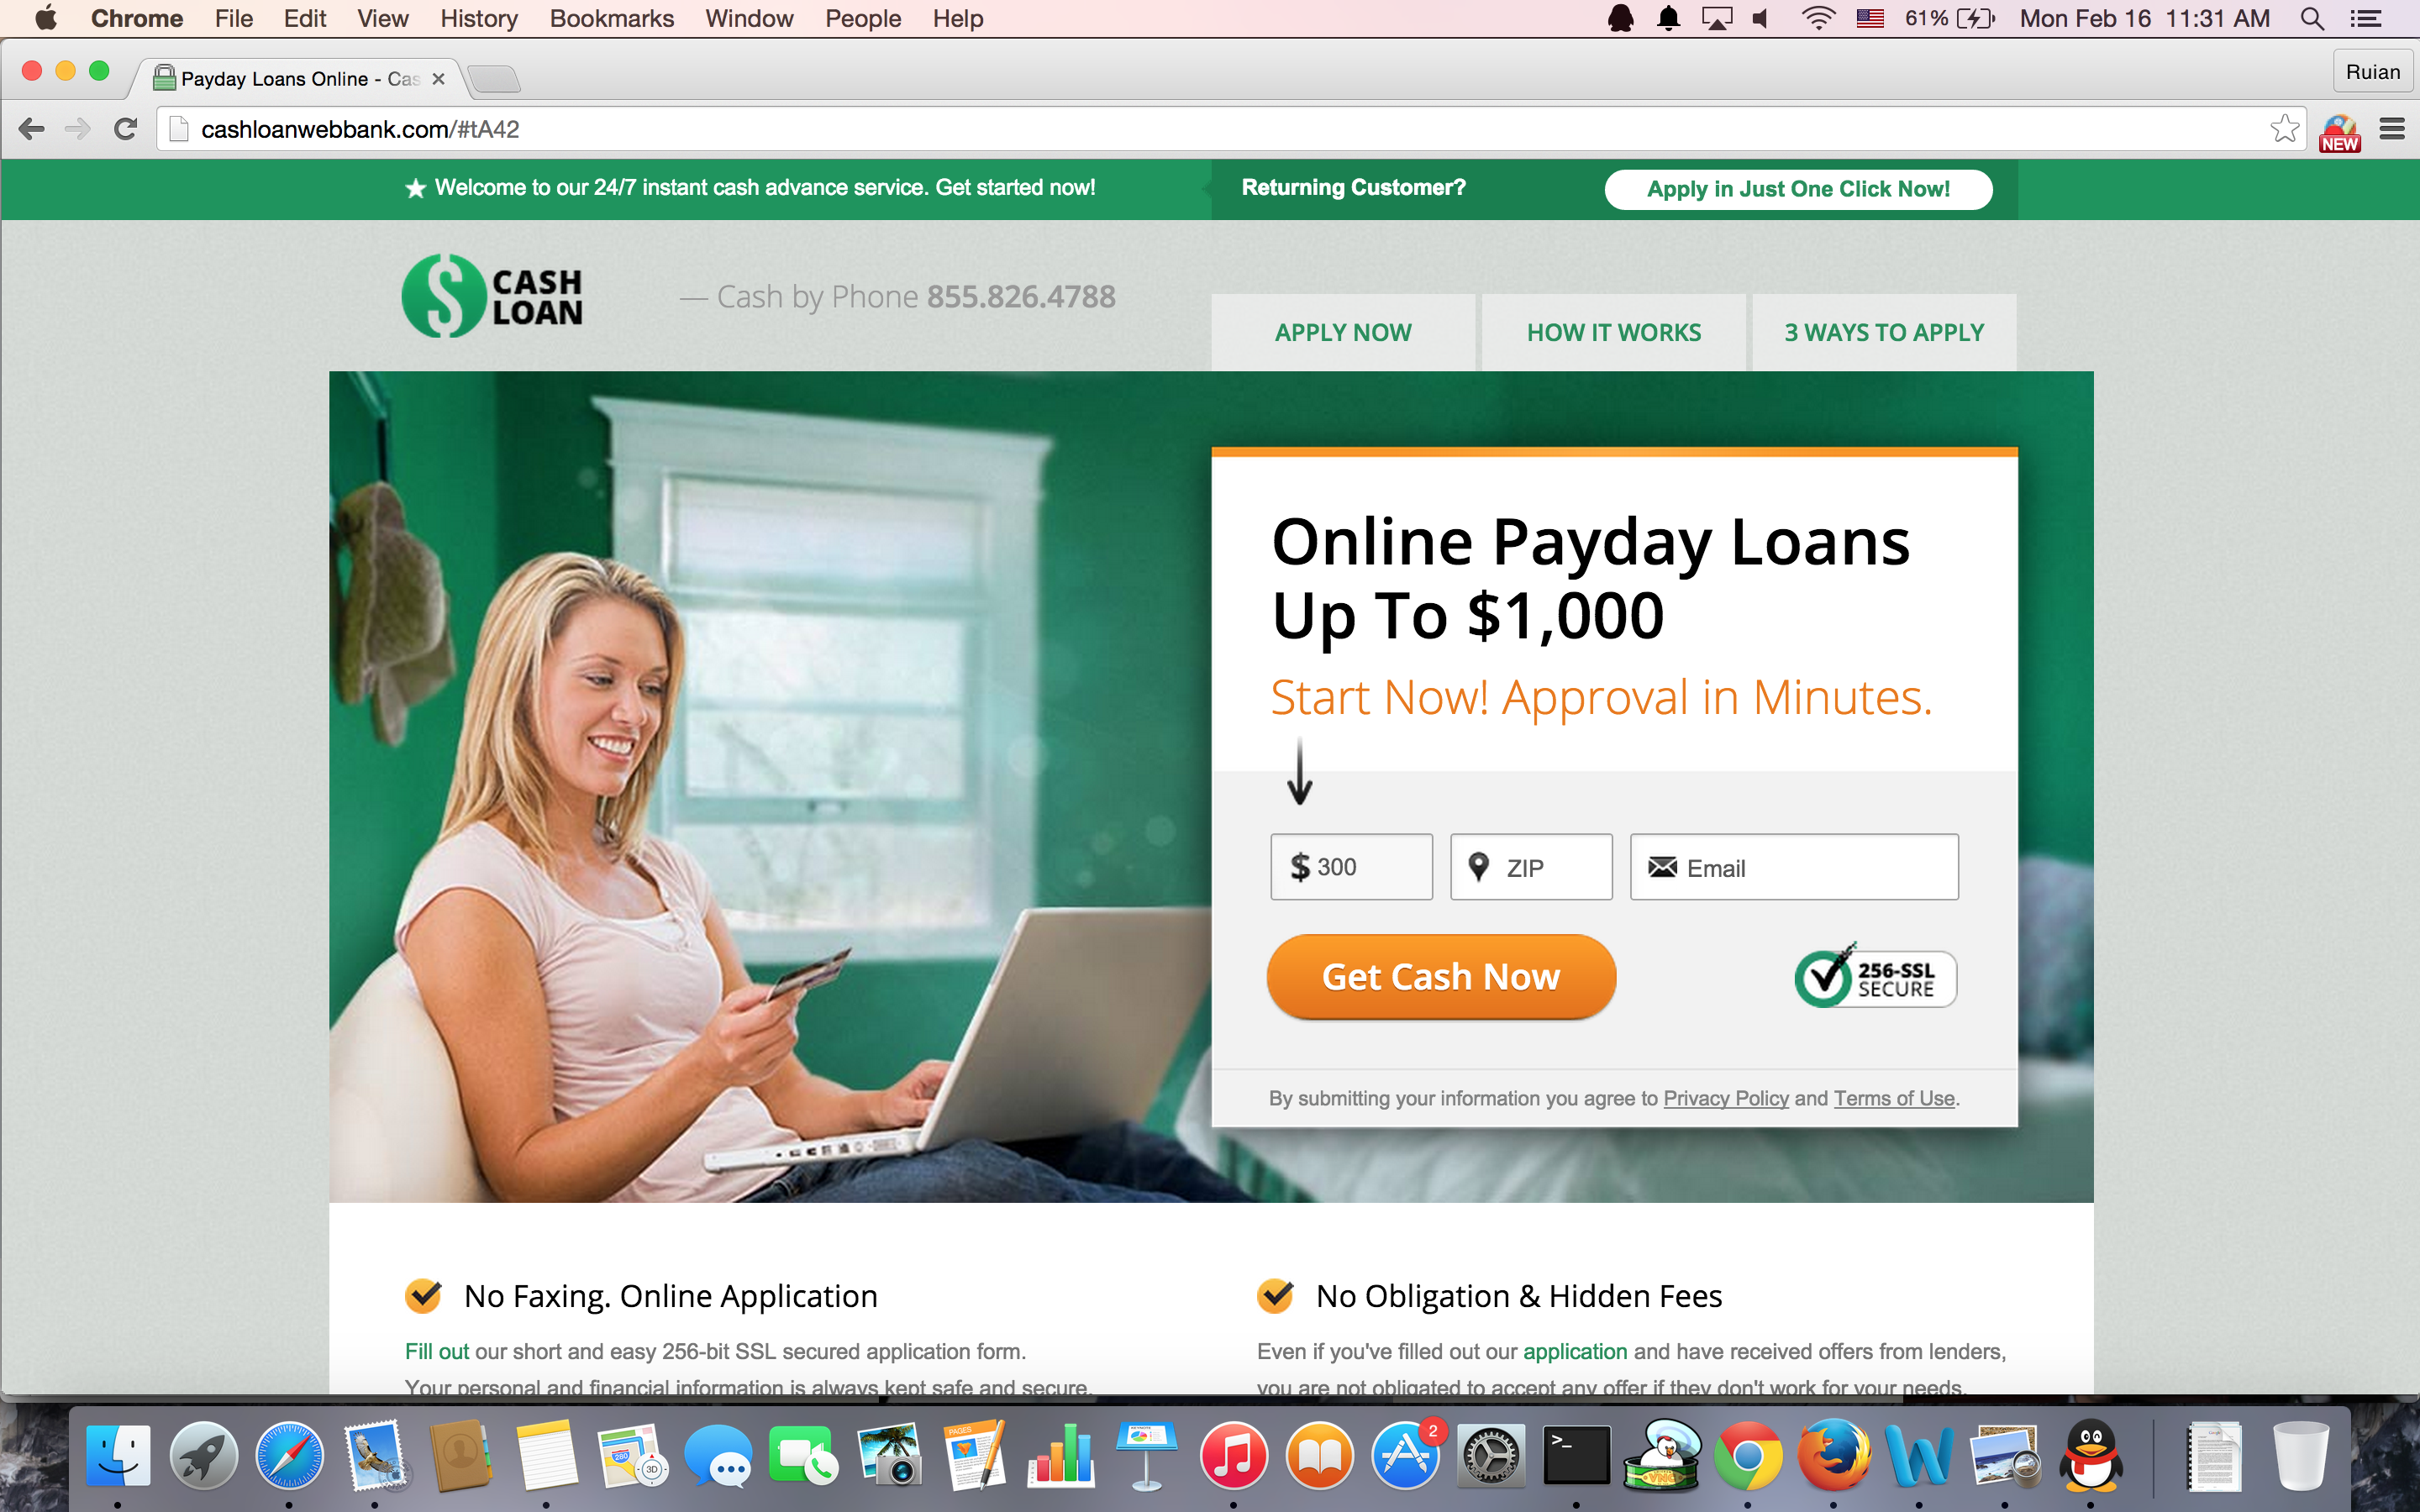 Chrome File Edit View History Bookmarks Window People Help 61% Mon Feb 16 11:31 AM
Payday Loans Online - Cas
Ruian
cashloanwebbank.com/#tA42
NEW
Welcome to our 24/7 instant cash advance service. Get started now!
Returning Customer?
Apply in Just One Click Now!
CASH
LOAN
— Cash by Phone 855.826.4788
APPLY NOW
HOW IT WORKS
3 WAYS TO APPLY
Online Payday Loans
Up To $1,000
Start Now! Approval in Minutes.
$ 300
ZIP
Email
Get Cash Now
256-SSL
SECURE
By submitting your information you agree to Privacy Policy and Terms of Use.
No Faxing. Online Application
Fill out our short and easy 256-bit SSL secured application form.
Your personal and financial information is always kept safe and secure.
No Obligation & Hidden Fees
Even if you've filled out our application and have received offers from lenders,
you are not obligated to accept any offer if they don't work for your needs.
280
3D
PAGES
2
>_